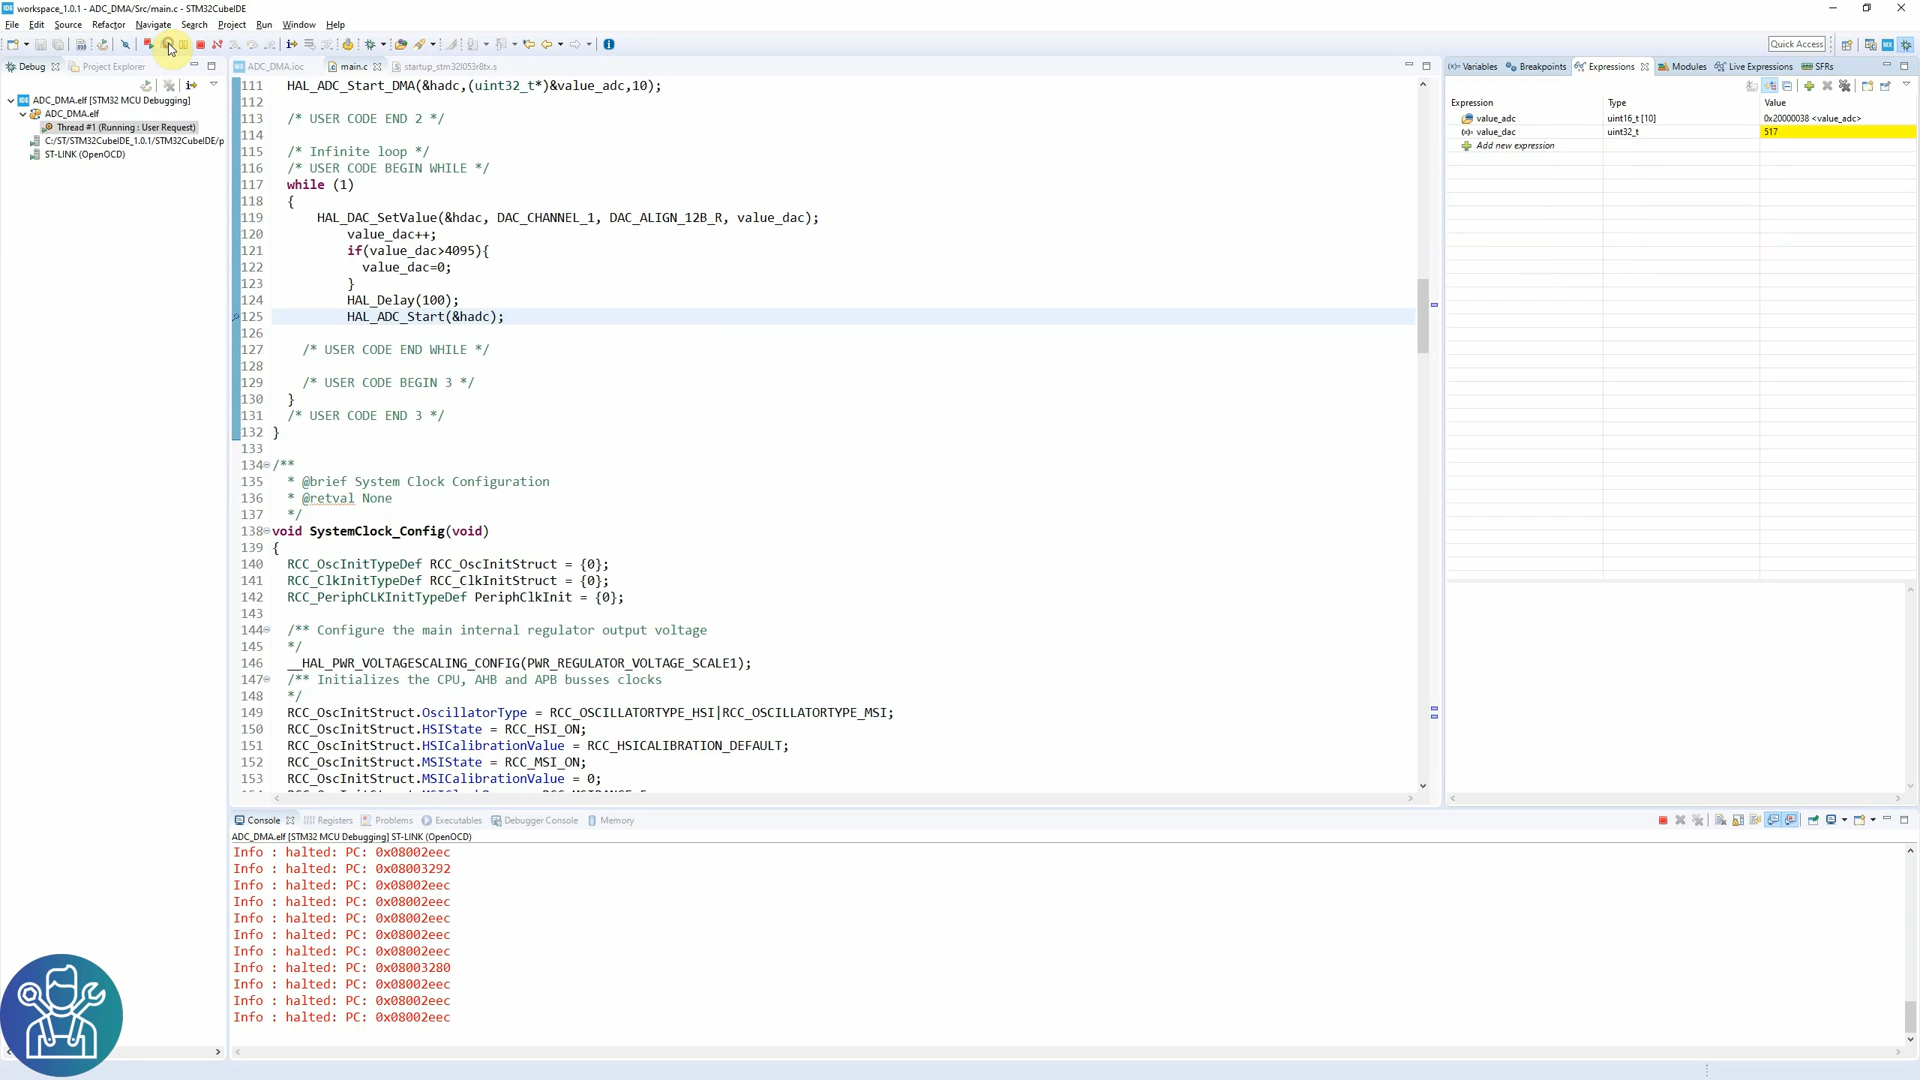 workspace_1.0.1 - ADC_DMA/Src/main.c - STM32CubeIDE
File Edit Source Refactor Navigate Search Project Run Window Help
Quick Access
Debug Project Explorer
ADC_DMA.ioc main.c startup_stm32l053r8tx.s
Variables Breakpoints Expressions Modules Live Expressions SFRs
ADC_DMA.elf [STM32 MCU Debugging]
ADC_DMA.elf
Thread #1 (Running : User Request)
C:/ST/STM32CubeIDE_1.0.1/STM32CubeIDE/p
ST-LINK (OpenOCD)
111 HAL_ADC_Start_DMA(&hadc,(uint32_t*)&value_adc,10);
112
113 /* USER CODE END 2 */
114
115 /* Infinite loop */
116 /* USER CODE BEGIN WHILE */
117 while (1)
118 {
119 HAL_DAC_SetValue(&hdac, DAC_CHANNEL_1, DAC_ALIGN_12B_R, value_dac);
120 value_dac++;
121 if(value_dac>4095){
122 value_dac=0;
123 }
124 HAL_Delay(100);
125 HAL_ADC_Start(&hadc);
126
127 /* USER CODE END WHILE */
128
129 /* USER CODE BEGIN 3 */
130 }
131 /* USER CODE END 3 */
132 }
133
134 /**
135 * @brief System Clock Configuration
136 * @retval None
137 */
138 void SystemClock_Config(void)
139 {
140 RCC_OscInitTypeDef RCC_OscInitStruct = {0};
141 RCC_ClkInitTypeDef RCC_ClkInitStruct = {0};
142 RCC_PeriphCLKInitTypeDef PeriphClkInit = {0};
143
144 /** Configure the main internal regulator output voltage
145 */
146 __HAL_PWR_VOLTAGESCALING_CONFIG(PWR_REGULATOR_VOLTAGE_SCALE1);
147 /** Initializes the CPU, AHB and APB busses clocks
148 */
149 RCC_OscInitStruct.OscillatorType = RCC_OSCILLATORTYPE_HSI|RCC_OSCILLATORTYPE_MSI;
150 RCC_OscInitStruct.HSIState = RCC_HSI_ON;
151 RCC_OscInitStruct.HSICalibrationValue = RCC_HSICALIBRATION_DEFAULT;
152 RCC_OscInitStruct.MSIState = RCC_MSI_ON;
153 RCC_OscInitStruct.MSICalibrationValue = 0;
Expression Type Value
value_adc uint16_t [10] 0x20000038 <value_adc>
value_dac uint32_t 517
Add new expression
Console Registers Problems Executables Debugger Console Memory
ADC_DMA.elf [STM32 MCU Debugging] ST-LINK (OpenOCD)
Info : halted: PC: 0x08002eec
Info : halted: PC: 0x08003292
Info : halted: PC: 0x08002eec
Info : halted: PC: 0x08002eec
Info : halted: PC: 0x08002eec
Info : halted: PC: 0x08002eec
Info : halted: PC: 0x08002eec
Info : halted: PC: 0x08003280
Info : halted: PC: 0x08002eec
Info : halted: PC: 0x08002eec
Info : halted: PC: 0x08002eec